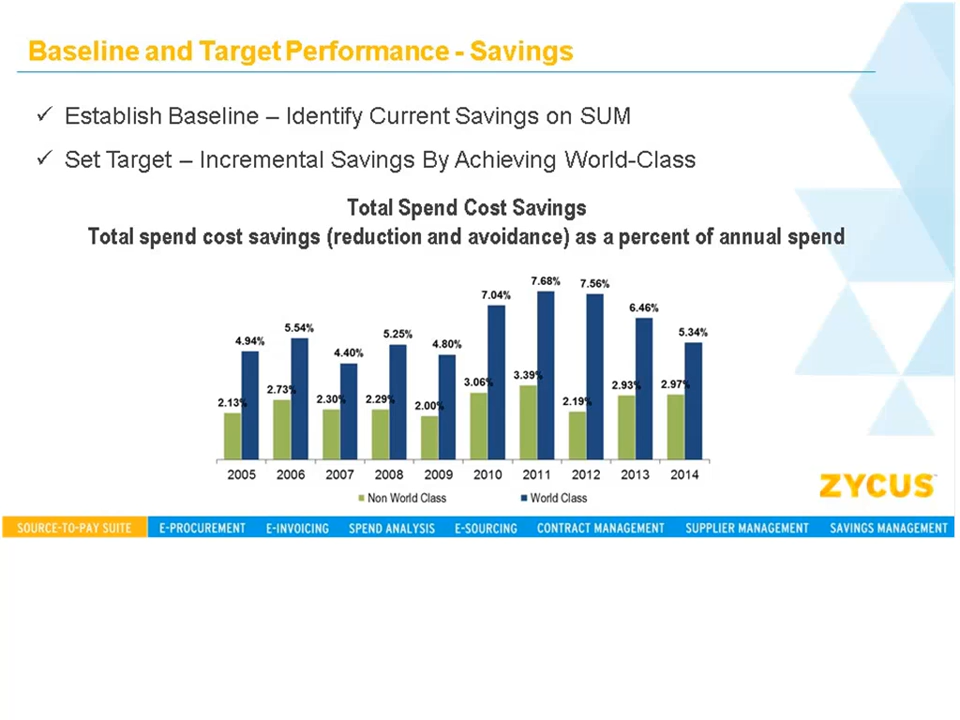 Baseline and Target Performance - Savings
✓ Establish Baseline – Identify Current Savings on SUM
✓ Set Target – Incremental Savings By Achieving World-Class
Total Spend Cost Savings
Total spend cost savings (reduction and avoidance) as a percent of annual spend
2.13% 4.94% 2.73% 5.54% 2.30% 4.40% 2.29% 5.25% 2.00% 4.80% 3.06% 7.04% 3.39% 7.68% 2.19% 7.56% 2.93% 6.46% 2.97% 5.34%
2005 2006 2007 2008 2009 2010 2011 2012 2013 2014
Non World Class World Class
ZYCUS™
SOURCE-TO-PAY SUITE E-PROCUREMENT E-INVOICING SPEND ANALYSIS E-SOURCING CONTRACT MANAGEMENT SUPPLIER MANAGEMENT SAVINGS MANAGEMENT